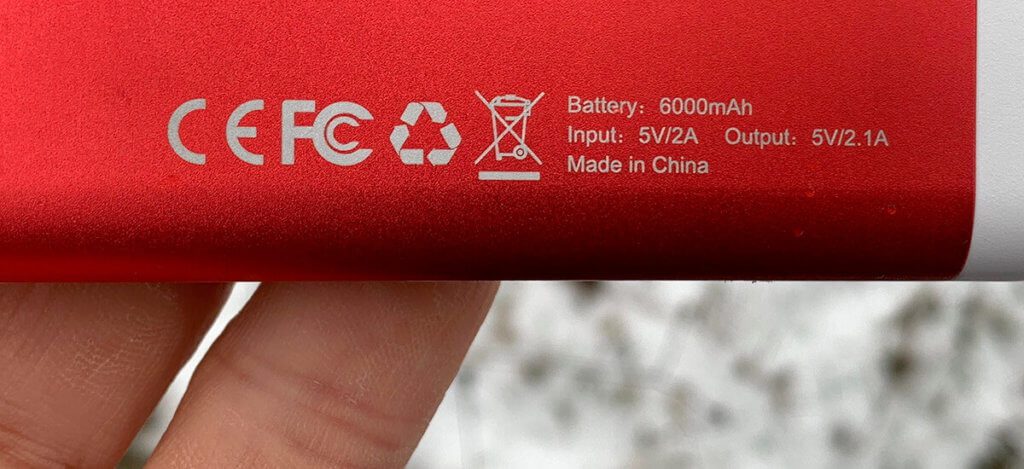 CE FC Battery: 6000mAh
Input: 5V/2A Output: 5V/2.1A
Made in China